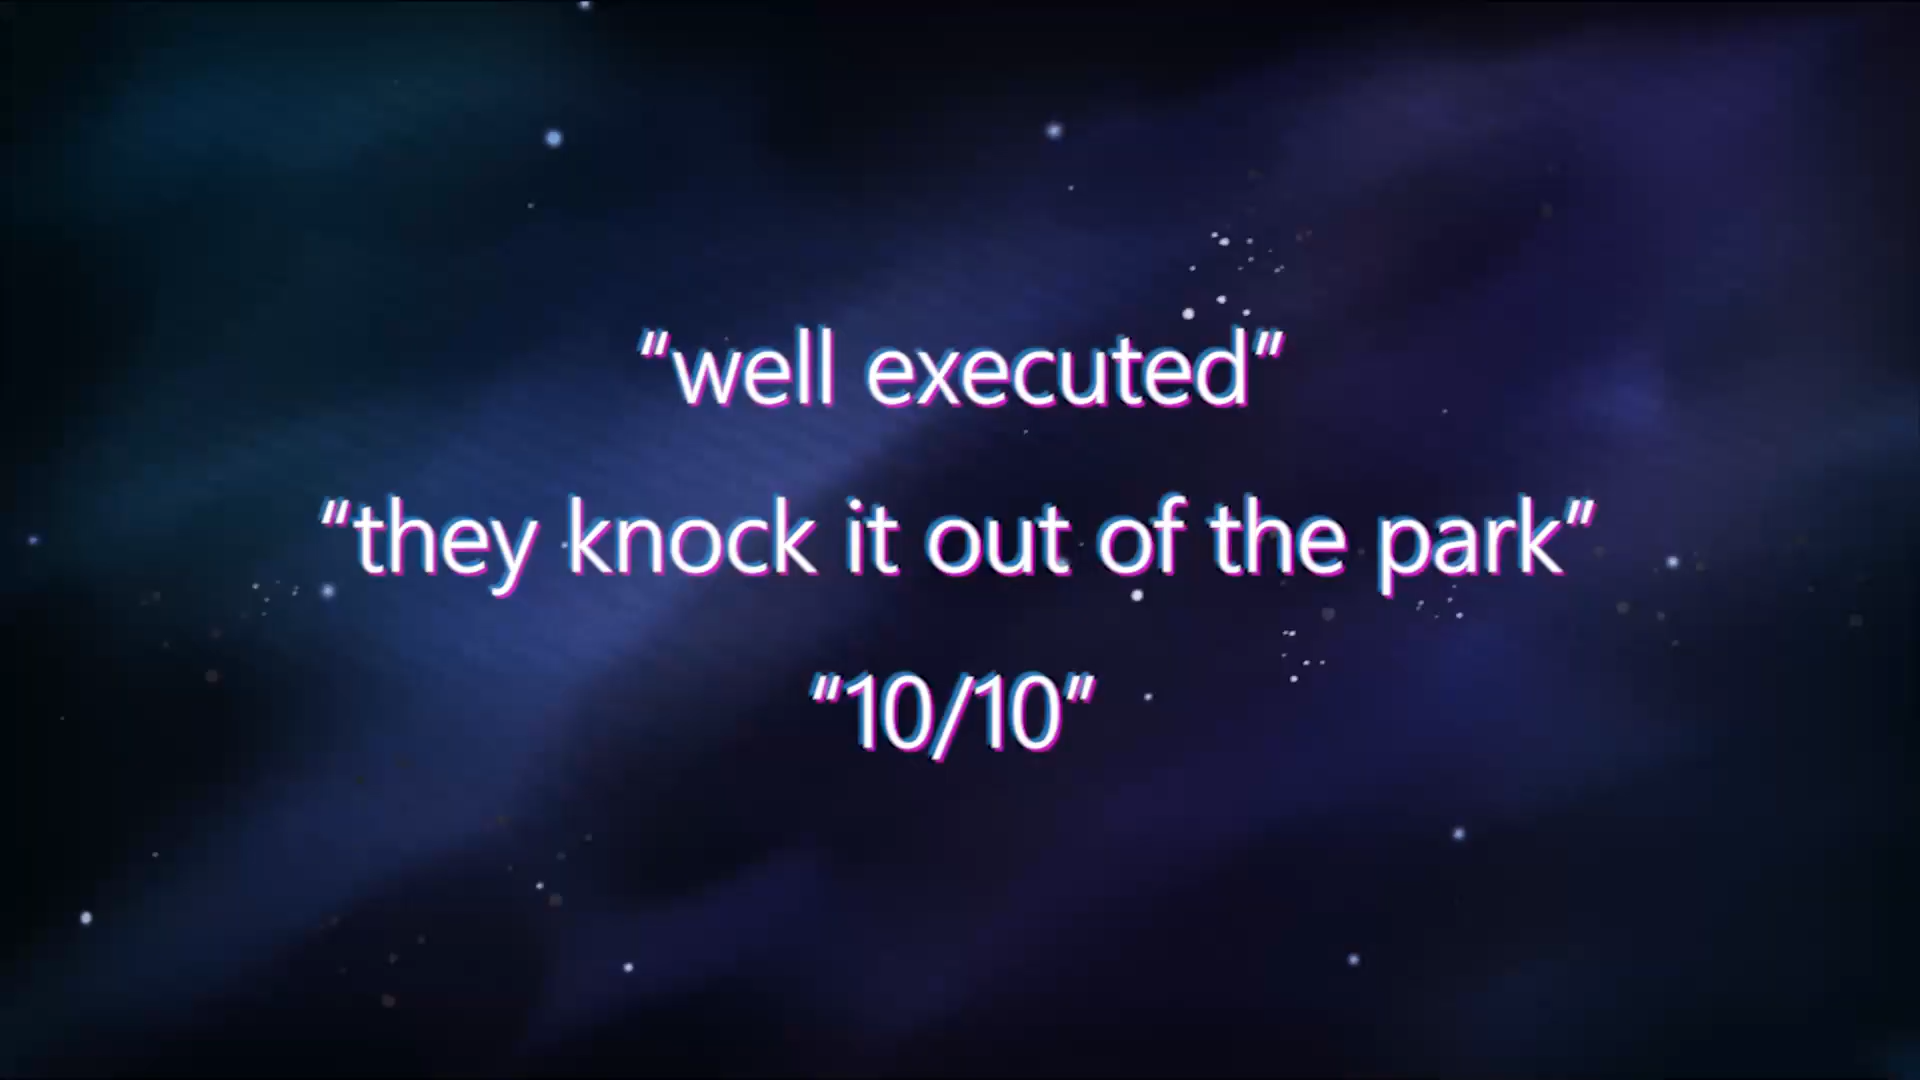 “well executed”
“they knock it out of the park”
“10/10”